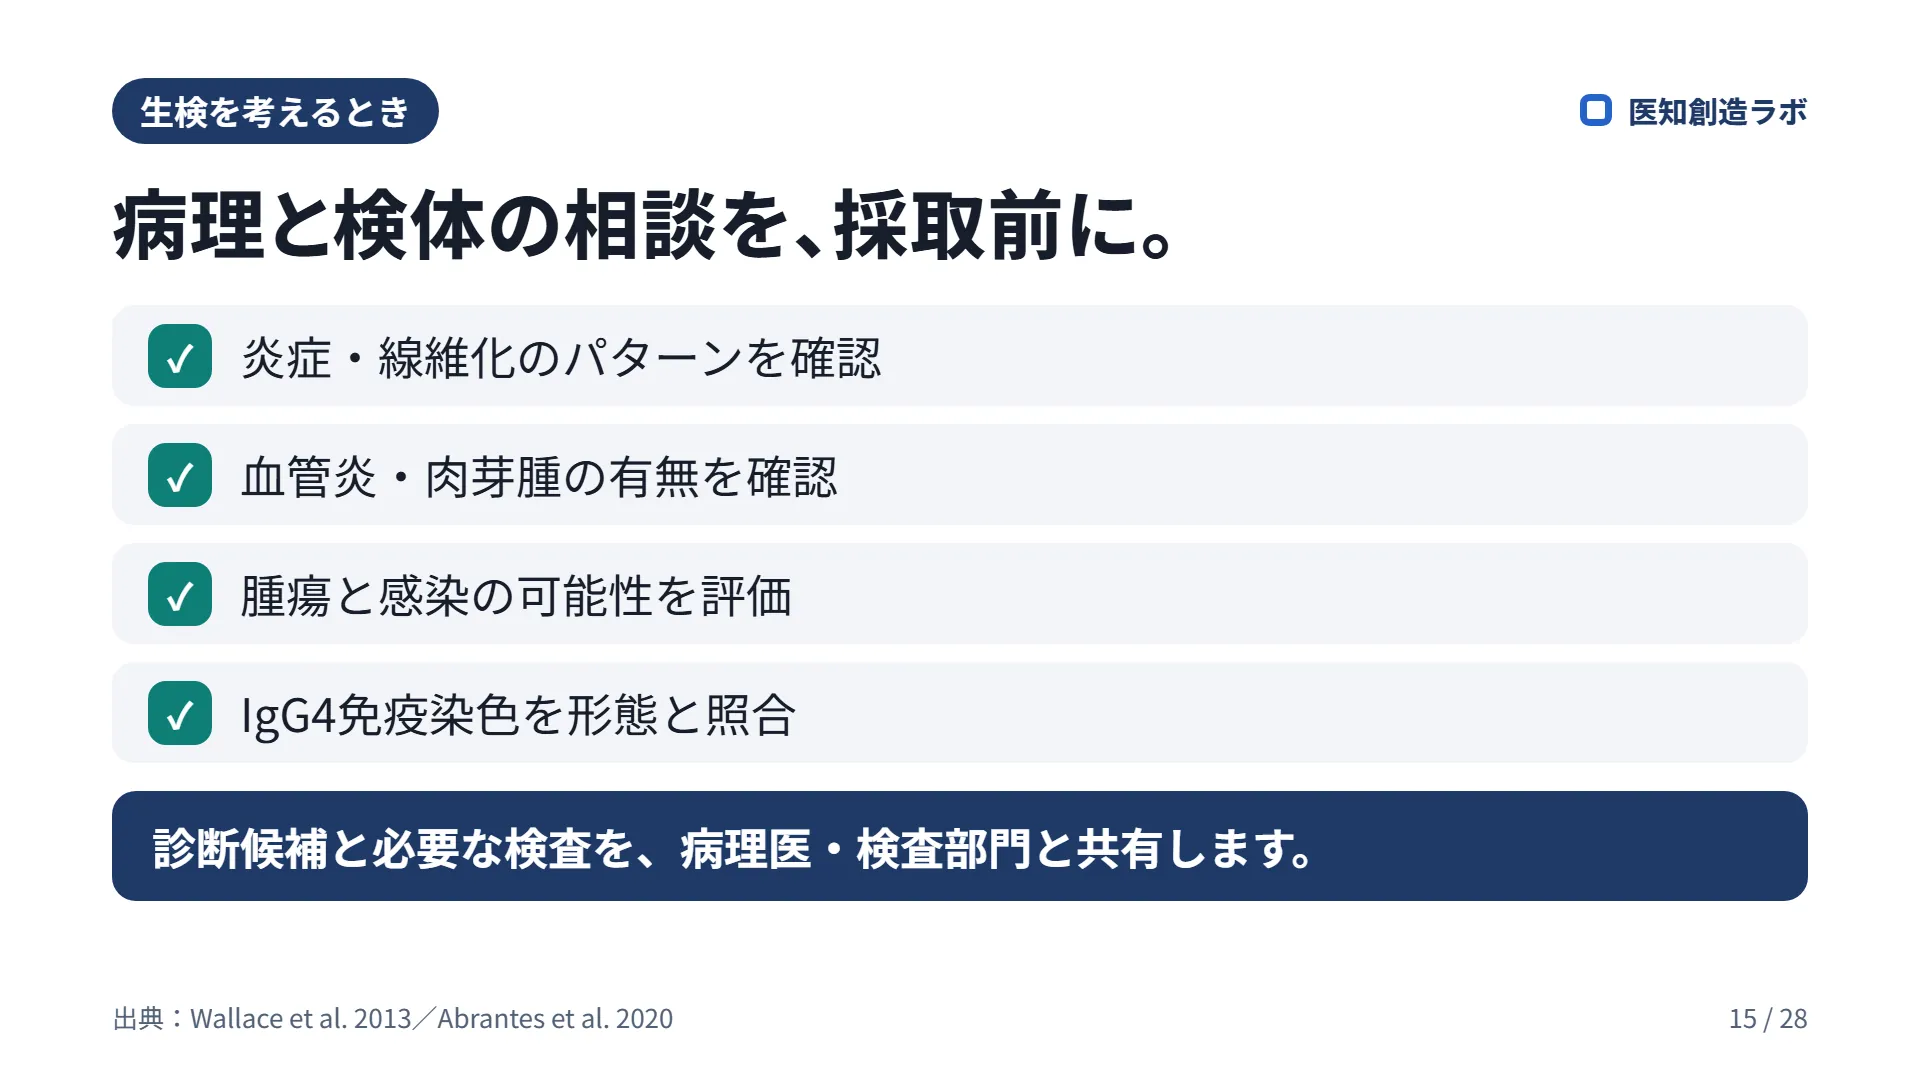 生検を考えるとき
医知創造ラボ
病理と検体の相談を、採取前に。
炎症・線維化のパターンを確認
血管炎・肉芽腫の有無を確認
腫瘍と感染の可能性を評価
IgG4免疫染色を形態と照合
診断候補と必要な検査を、病理医・検査部門と共有します。
出典：Wallace et al. 2013／Abrantes et al. 2020
15 / 28